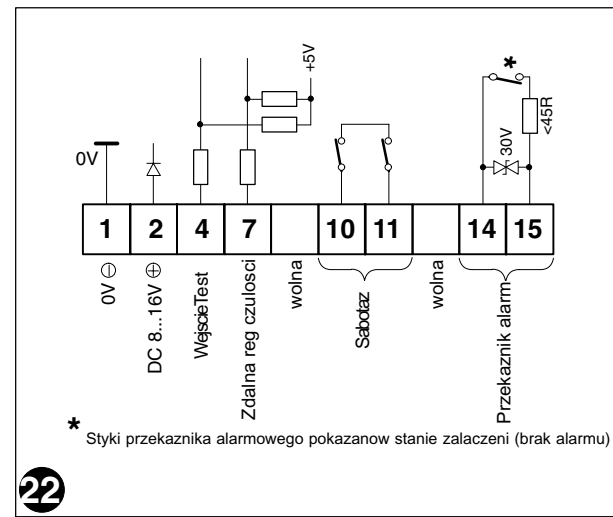 +5V
*
<45R
30V
0V
1 2 4 7 10 11 14 15
0V ⊖
DC 8...16V ⊕
WejscieTest
Zdalna reg czulosci
wolna
Sabotaz
wolna
Przekaznik alarm
* Styki przekaznika alarmowego pokazanow stanie zalaczeni (brak alarmu)
22